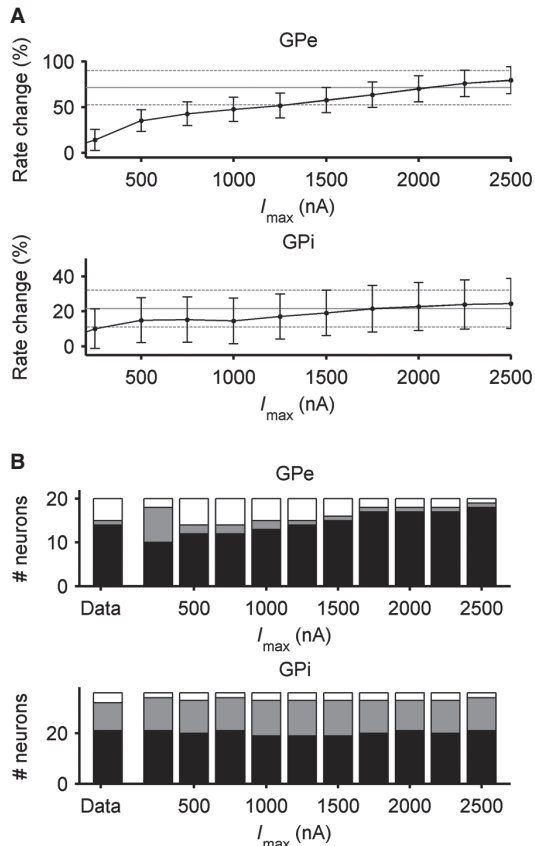 A
GPe
Rate change (%)
100
50
0
500 1000 1500 2000 2500
Imax (nA)
GPi
Rate change (%)
40
20
0
500 1000 1500 2000 2500
Imax (nA)
B
GPe
# neurons
20
10
0
Data 500 1000 1500 2000 2500
Imax (nA)
GPi
# neurons
20
0
Data 500 1000 1500 2000 2500
Imax (nA)